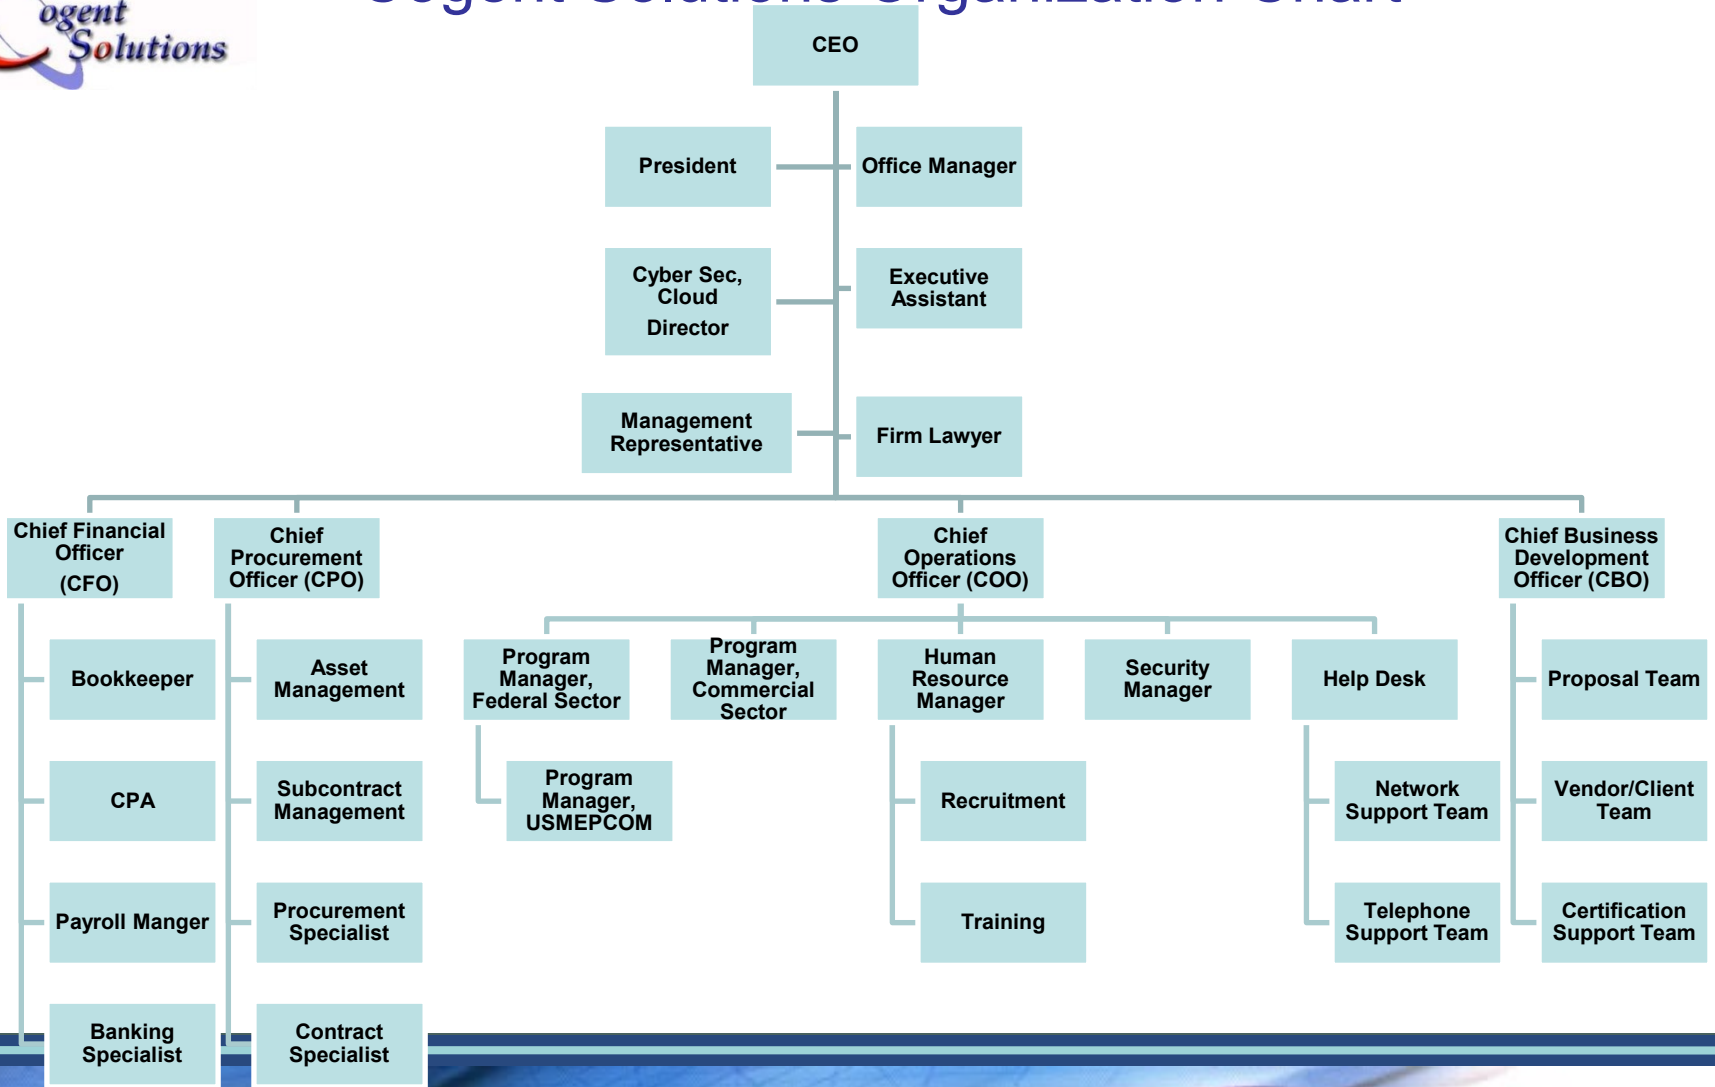 ogent
Solutions
Cogent Solutions Organization Chart
CEO
President
Office Manager
Cyber Sec,
Cloud
Director
Executive
Assistant
Management
Representative
Firm Lawyer
Chief Financial
Officer
(CFO)
Chief
Procurement
Officer (CPO)
Chief
Operations
Officer (COO)
Chief Business
Development
Officer (CBO)
Bookkeeper
Asset
Management
Program
Manager,
Federal Sector
Program
Manager,
Commercial
Sector
Human
Resource
Manager
Security
Manager
Help Desk
Proposal Team
CPA
Subcontract
Management
Program
Manager,
USMEPCOM
Recruitment
Network
Support Team
Vendor/Client
Team
Payroll Manger
Procurement
Specialist
Training
Telephone
Support Team
Certification
Support Team
Banking
Specialist
Contract
Specialist